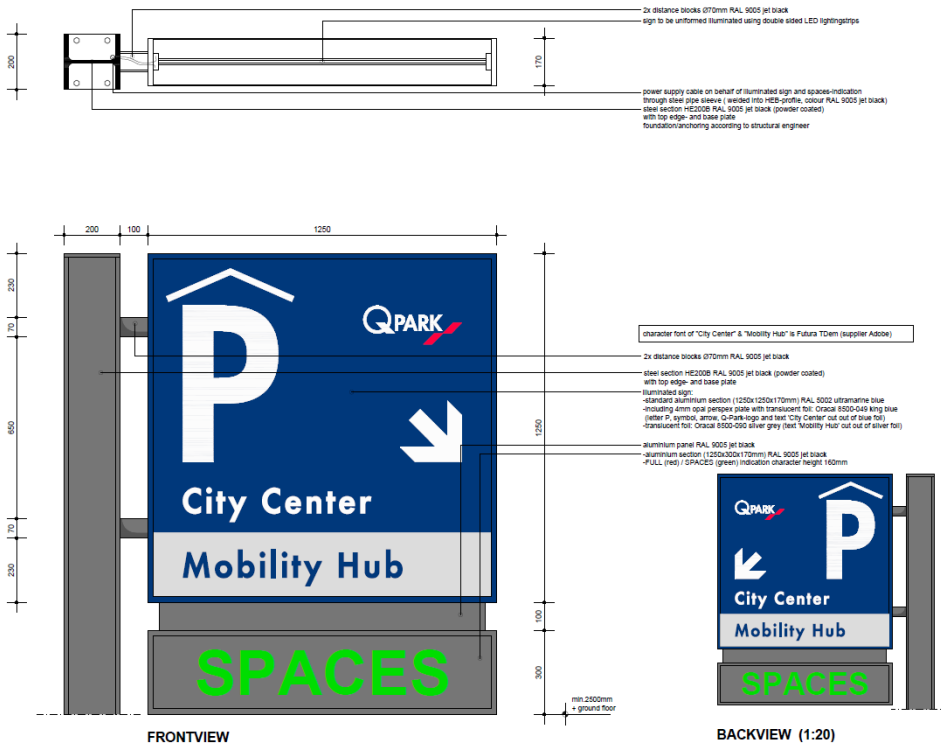 2x distance blocks Ø70mm RAL 9005 jet black
sign to be uniformed illuminated using double sided LED lightingstrips
200
170
power supply cable on behalf of illuminated sign and spaces-indication
through steel pipe sleeve ( welded into HEB-profile, colour RAL 9005 jet black)
steel section HE200B RAL 9005 jet black (powder coated)
with top edge- and base plate
foundation/anchoring according to structural engineer
200
100
1250
230
70
650
70
230
1250
100
300
QPARK
P
City Center
Mobility Hub
SPACES
character font of "City Center" & "Mobility Hub" is Futura TDem (supplier Adobe)
2x distance blocks Ø70mm RAL 9005 jet black
steel section HE200B RAL 9005 jet black (powder coated)
with top edge- and base plate
illuminated sign:
-standard aluminium section (1250x1250x170mm) RAL 5002 ultramarine blue
-including 4mm opal perspex plate with translucent foil: Oracal 8500-049 king blue
(letter P, symbol, arrow, Q-Park-logo and text 'City Center' cut out of blue foil)
-translucent foil: Oracal 8500-090 silver grey (text 'Mobility Hub' cut out of silver foil)
aluminium panel RAL 9005 jet black
-aluminium section (1250x300x170mm) RAL 9005 jet black
-FULL (red) / SPACES (green) indication character height 160mm
QPARK
P
City Center
Mobility Hub
SPACES
min.2500mm
+ ground floor
FRONTVIEW
BACKVIEW (1:20)